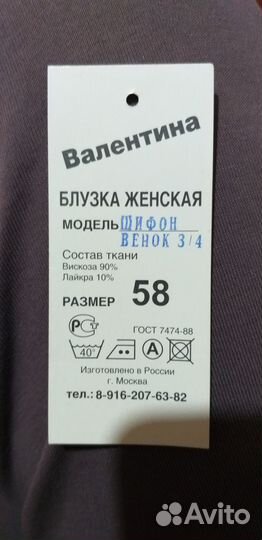 Валентина
БЛУЗКА ЖЕНСКАЯ
МОДЕЛЬ ШИФОН
ВЕНОК 3/4
Состав ткани
Вискоза 90%
Лайкра 10%
РАЗМЕР 58
ГОСТ 7474-88
40° А
Изготовлено в России
г. Москва
тел.: 8-916-207-63-82
Avito